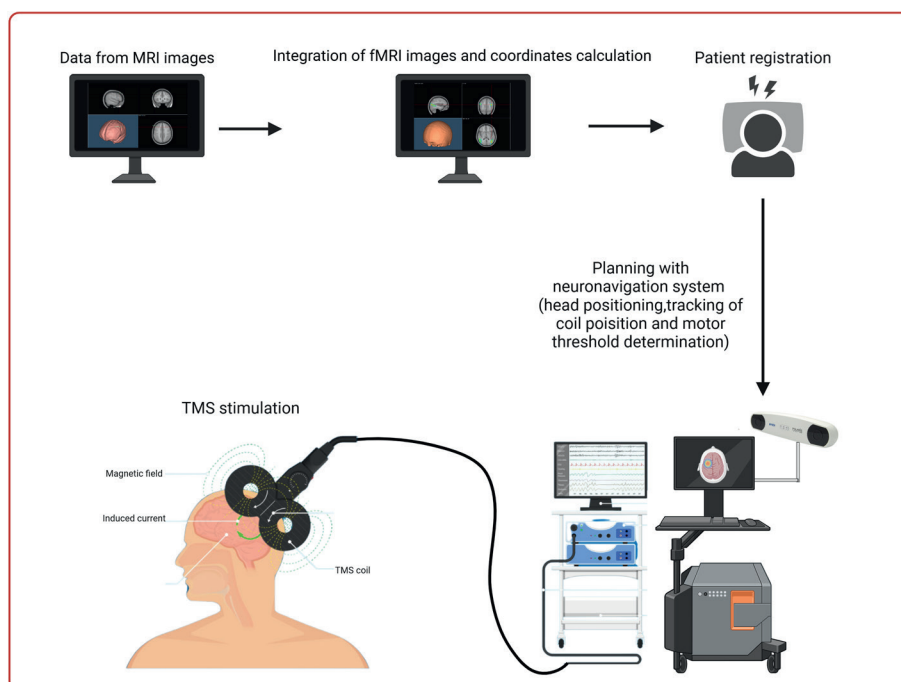 Data from MRI images
Integration of fMRI images and coordinates calculation
Patient registration
Planning with
neuronavigation system
(head positioning,tracking of
coil poisition and motor
threshold determination)
TMS stimulation
Magnetic field
Induced current
TMS coil